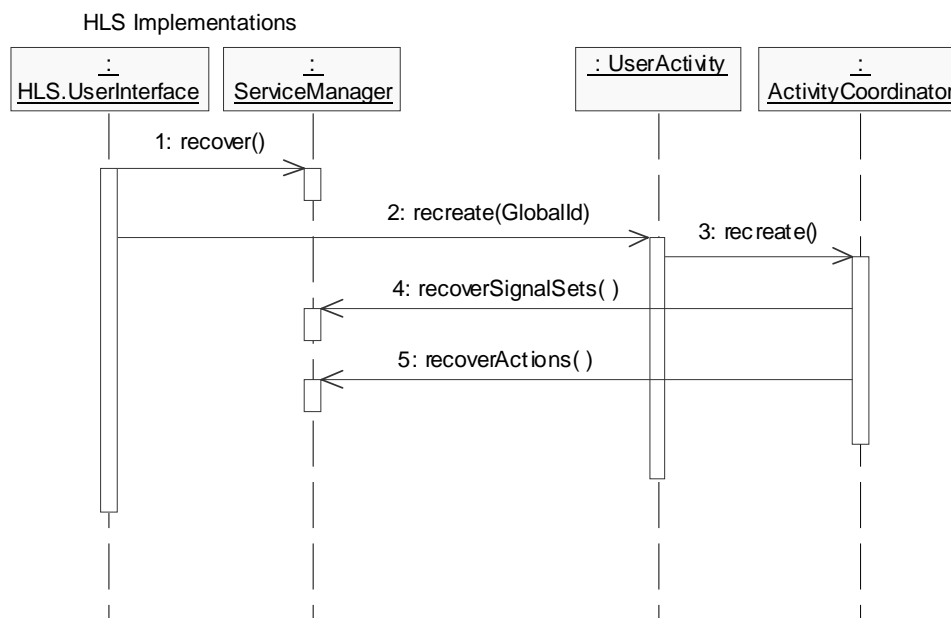 HLS Implementations
:
HLS.UserInterface
:
ServiceManager
: UserActivity
:
ActivityCoordinator
1: recover()
2: recreate(GlobalId)
3: recreate()
4: recoverSignalSets( )
5: recoverActions( )